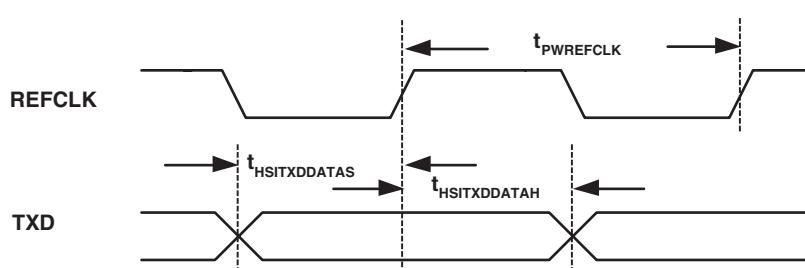 tPWREFCLK
REFCLK
tHSITXDDATAS
tHSITXDDATAH
TXD